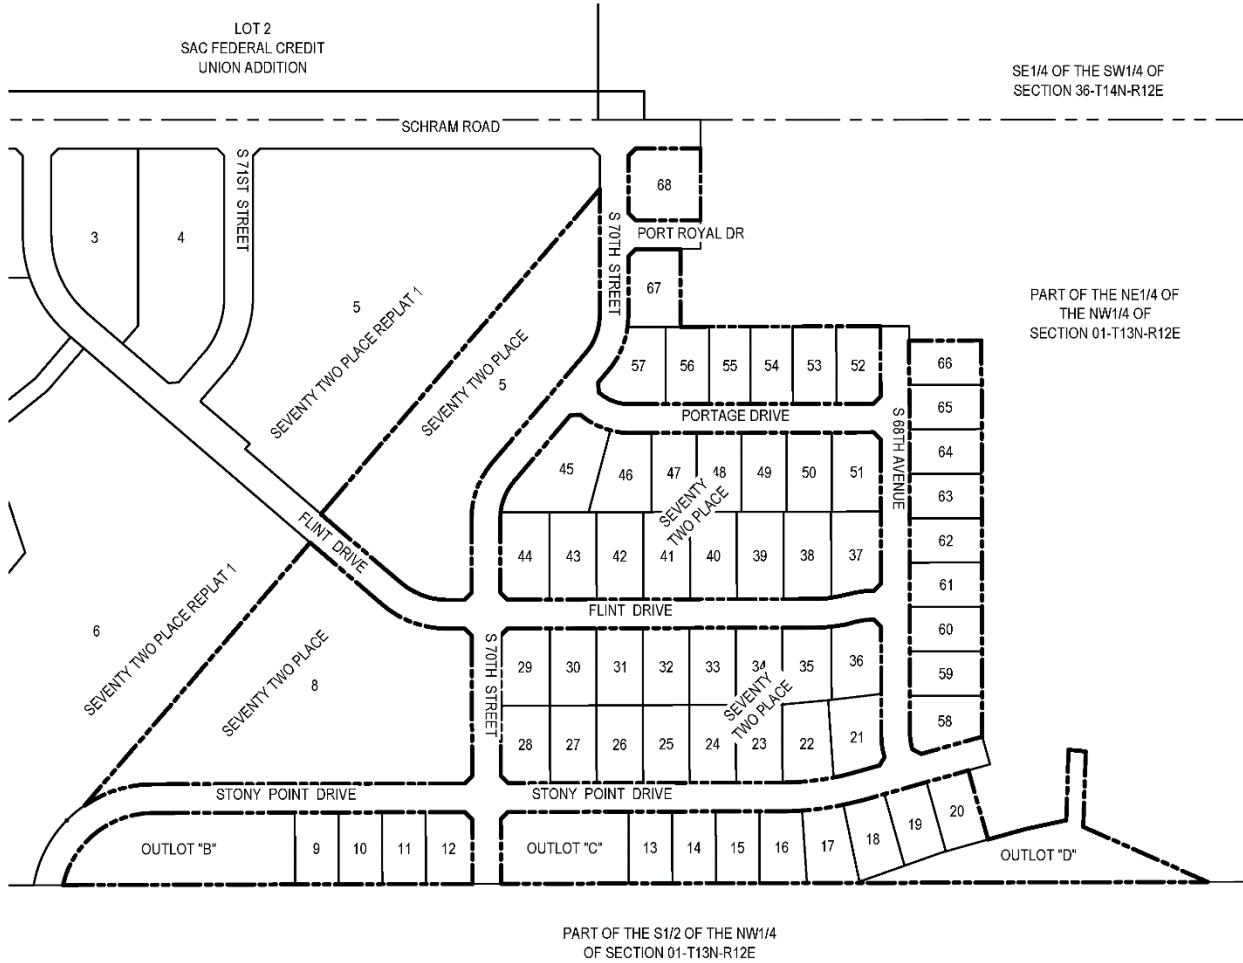 LOT 2
SAC FEDERAL CREDIT
UNION ADDITION
SE1/4 OF THE SW1/4 OF
SECTION 36-T14N-R12E
SCHRAM ROAD
S 71ST STREET
68
3
4
S 70TH STREET
PORT ROYAL DR
67
5
SEVENTY TWO PLACE REPLAT 1
SEVENTY TWO PLACE
5
PART OF THE NE1/4 OF
THE NW1/4 OF
SECTION 01-T13N-R12E
57
56
55
54
53
52
66
PORTAGE DRIVE
65
S 68TH AVENUE
64
45
46
47
48
49
50
51
SEVENTY
TWO PLACE
63
62
FLINT DRIVE
44
43
42
41
40
39
38
37
61
FLINT DRIVE
60
6
SEVENTY TWO PLACE REPLAT 1
SEVENTY TWO PLACE
8
S 70TH STREET
29
30
31
32
33
34
35
36
59
SEVENTY
TWO PLACE
58
28
27
26
25
24
23
22
21
STONY POINT DRIVE
STONY POINT DRIVE
OUTLOT "B"
9
10
11
12
OUTLOT "C"
13
14
15
16
17
18
19
20
OUTLOT "D"
PART OF THE S1/2 OF THE NW1/4
OF SECTION 01-T13N-R12E